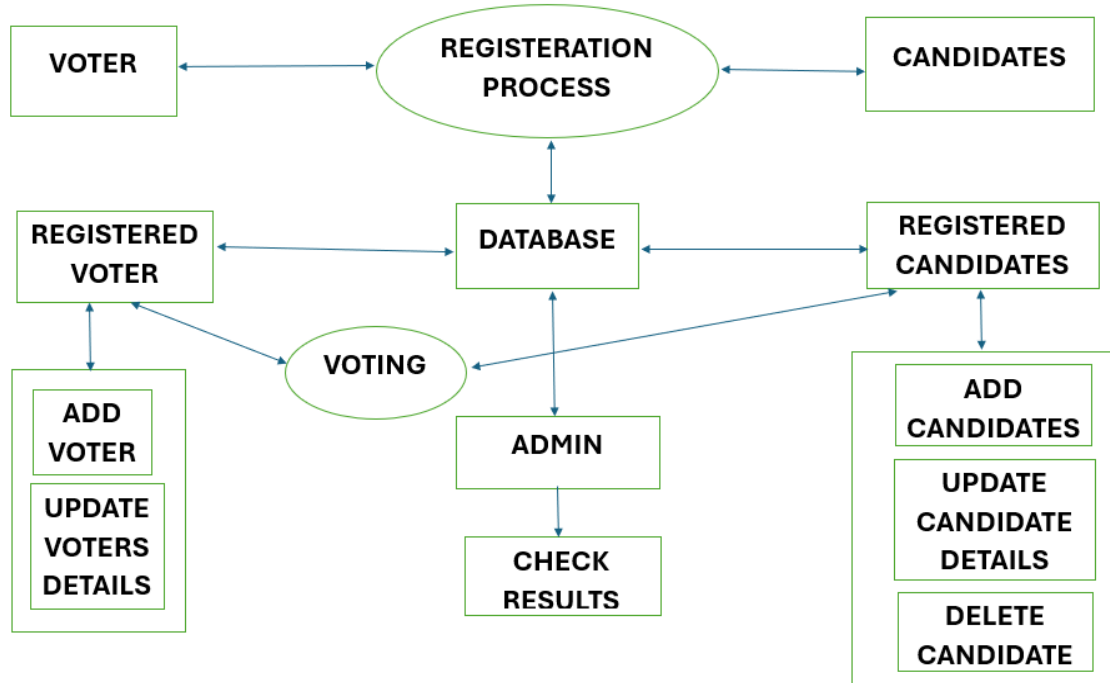 VOTER
REGISTERATION
PROCESS
CANDIDATES
REGISTERED
VOTER
DATABASE
REGISTERED
CANDIDATES
VOTING
ADD
VOTER
UPDATE
VOTERS
DETAILS
ADMIN
CHECK
RESULTS
ADD
CANDIDATES
UPDATE
CANDIDATE
DETAILS
DELETE
CANDIDATE